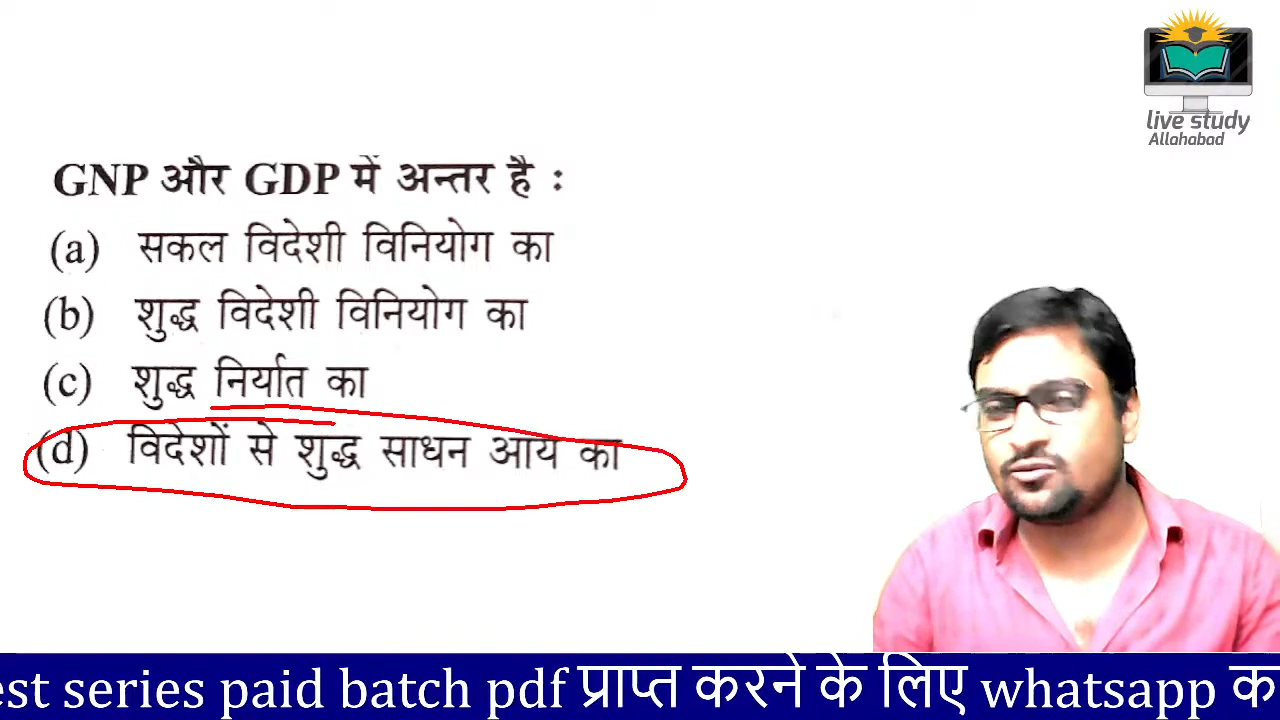 live study
Allahabad
GNP और GDP में अन्तर है :
(a) सकल विदेशी विनियोग का
(b) शुद्ध विदेशी विनियोग का
(c) शुद्ध निर्यात का
(d) विदेशों से शुद्ध साधन आय का
est series paid batch pdf प्राप्त करने के लिए whatsapp क